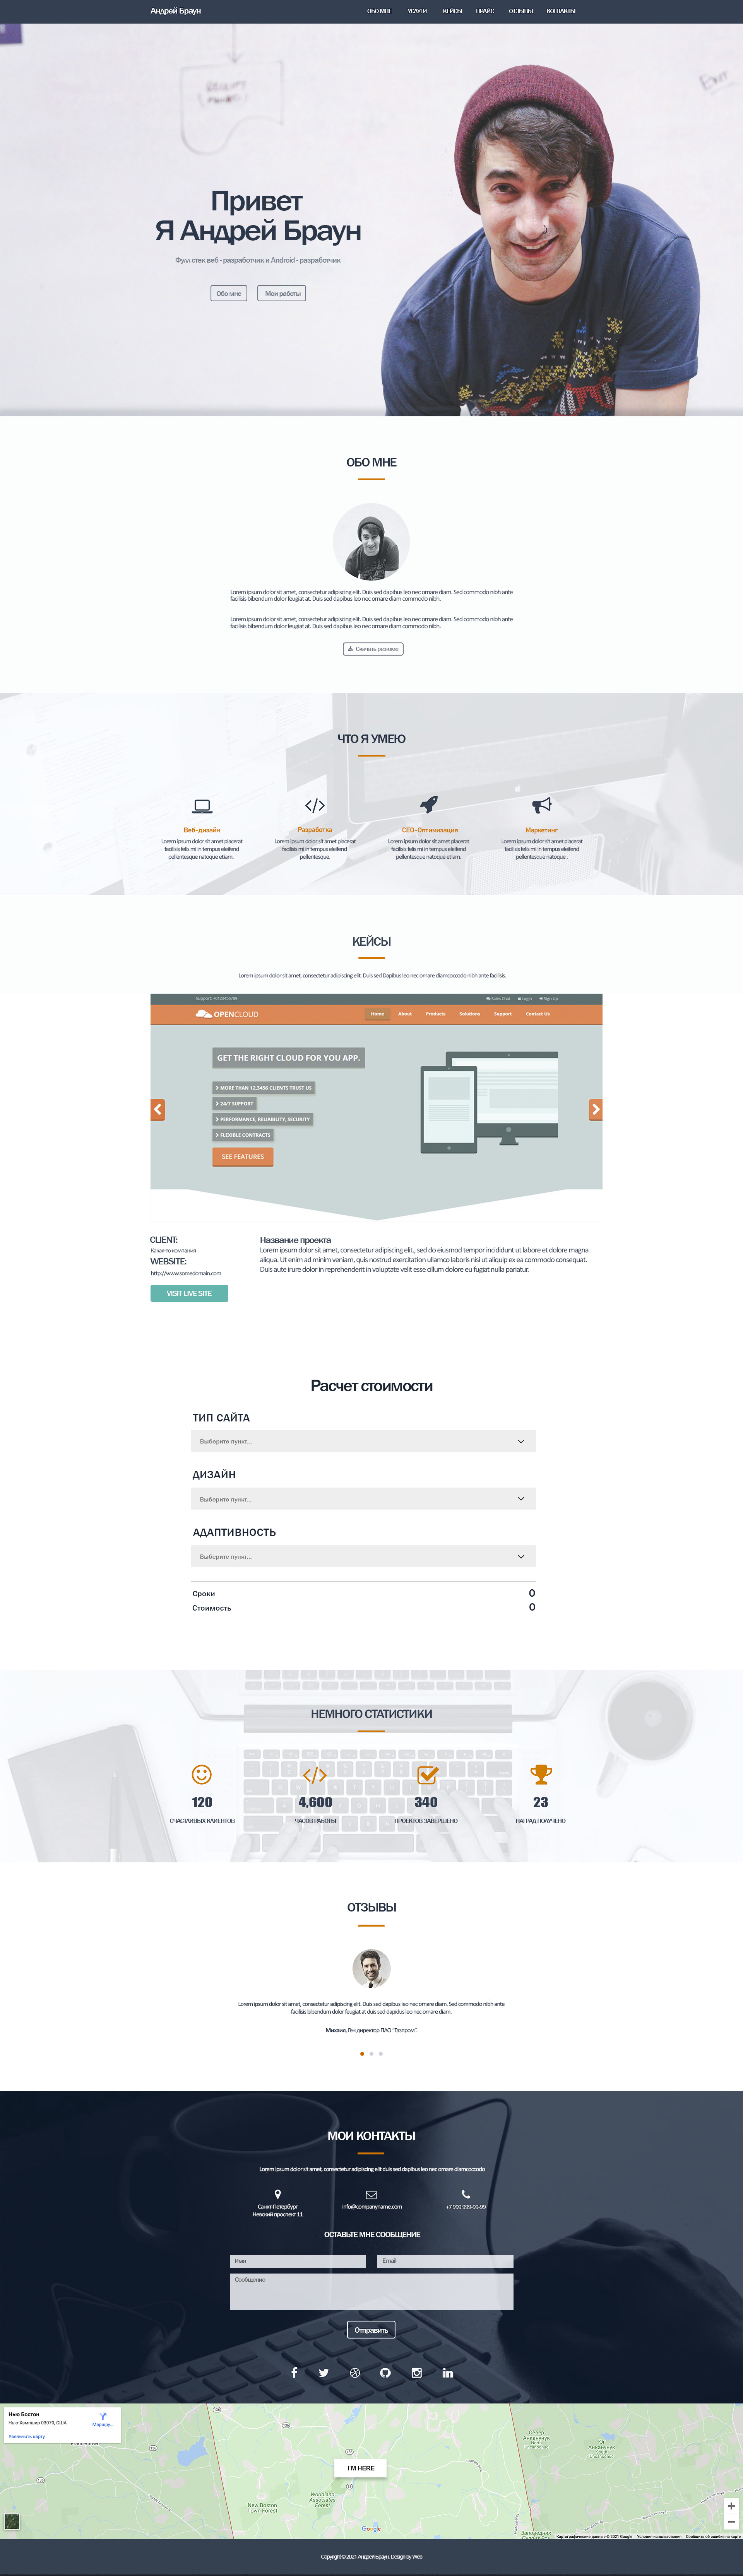 Андрей Браун
ОБО МНЕ УСЛУГИ КЕЙСЫ ПРАЙС ОТЗЫВЫ КОНТАКТЫ
Привет
Я Андрей Браун
Фулл стек веб - разработчик и Android - разработчик
Обо мне Мои работы
ОБО МНЕ
Lorem ipsum dolor sit amet, consectetur adipiscing elit. Duis sed dapibus leo nec ornare diam. Sed commodo nibh ante
facilisis bibendum dolor feugiat at. Duis sed dapibus leo nec ornare diam commodo nibh.
Lorem ipsum dolor sit amet, consectetur adipiscing elit. Duis sed dapibus leo nec ornare diam. Sed commodo nibh ante
facilisis bibendum dolor feugiat at. Duis sed dapibus leo nec ornare diam commodo nibh.
Скачать резюме
ЧТО Я УМЕЮ
Веб-дизайн
Lorem ipsum dolor sit amet placerat
facilisis felis mi in tempus eleifend
pellentesque natoque etiam.
Разработка
Lorem ipsum dolor sit amet placerat
facilisis felis mi in tempus eleifend
pellentesque.
СЕО-Оптимизация
Lorem ipsum dolor sit amet placerat
facilisis felis mi in tempus eleifend
pellentesque natoque etiam.
Маркетинг
Lorem ipsum dolor sit amet placerat
facilisis felis mi in tempus eleifend
pellentesque natoque .
КЕЙСЫ
Lorem ipsum dolor sit amet, consectetur adipiscing elit. Duis sed Dapibus leo nec ornare diamcoccodo nibh ante facilisis.
Support: +0123456789
Sales Chat Login Sign Up
OPENCLOUD
Home About Products Solutions Support Contact Us
GET THE RIGHT CLOUD FOR YOU APP.
MORE THAN 12,3456 CLIENTS TRUST US
24/7 SUPPORT
PERFORMANCE, RELIABILITY, SECURITY
FLEXIBLE CONTRACTS
SEE FEATURES
CLIENT:
Какая-то компания
WEBSITE:
http://www.somedomain.com
VISIT LIVE SITE
Название проекта
Lorem ipsum dolor sit amet, consectetur adipiscing elit., sed do eiusmod tempor incididunt ut labore et dolore magna
aliqua. Ut enim ad minim veniam, quis nostrud exercitation ullamco laboris nisi ut aliquip ex ea commodo consequat.
Duis aute irure dolor in reprehenderit in voluptate velit esse cillum dolore eu fugiat nulla pariatur.
Расчет стоимости
ТИП САЙТА
Выберите пункт...
ДИЗАЙН
Выберите пункт...
АДАПТИВНОСТЬ
Выберите пункт...
Сроки 0
Стоимость 0
НЕМНОГО СТАТИСТИКИ
120
СЧАСТЛИВЫХ КЛИЕНТОВ
4,600
ЧАСОВ РАБОТЫ
340
ПРОЕКТОВ ЗАВЕРШЕНО
23
НАГРАД ПОЛУЧЕНО
ОТЗЫВЫ
Lorem ipsum dolor sit amet, consectetur adipiscing elit. Duis sed dapibus leo nec ornare diam. Sed commodo nibh ante
facilisis bibendum dolor feugiat at duis sed dapidus leo nec ornare diam.
Михаил, Ген директор ПАО "Газпром".
МОИ КОНТАКТЫ
Lorem ipsum dolor sit amet, consectetur adipiscing elit duis sed dapibus leo nec ornare diamcoccodo
Санкт-Петербург
Невский проспект 11
info@companyname.com
+7 999 999-99-99
ОСТАВЬТЕ МНЕ СООБЩЕНИЕ
Имя
Email
Сообщение
Отправить
Нью Бостон
Нью-Хэмпшир 03070, США
Маршру...
Увеличить карту
I`M HERE
New Boston
Town Forest
Woodland
Associates
Forest
Google
Картографические данные © 2021 Google Условия использования Сообщить об ошибке на карте
Copyright © 2021 Андрей Браун. Design by Web